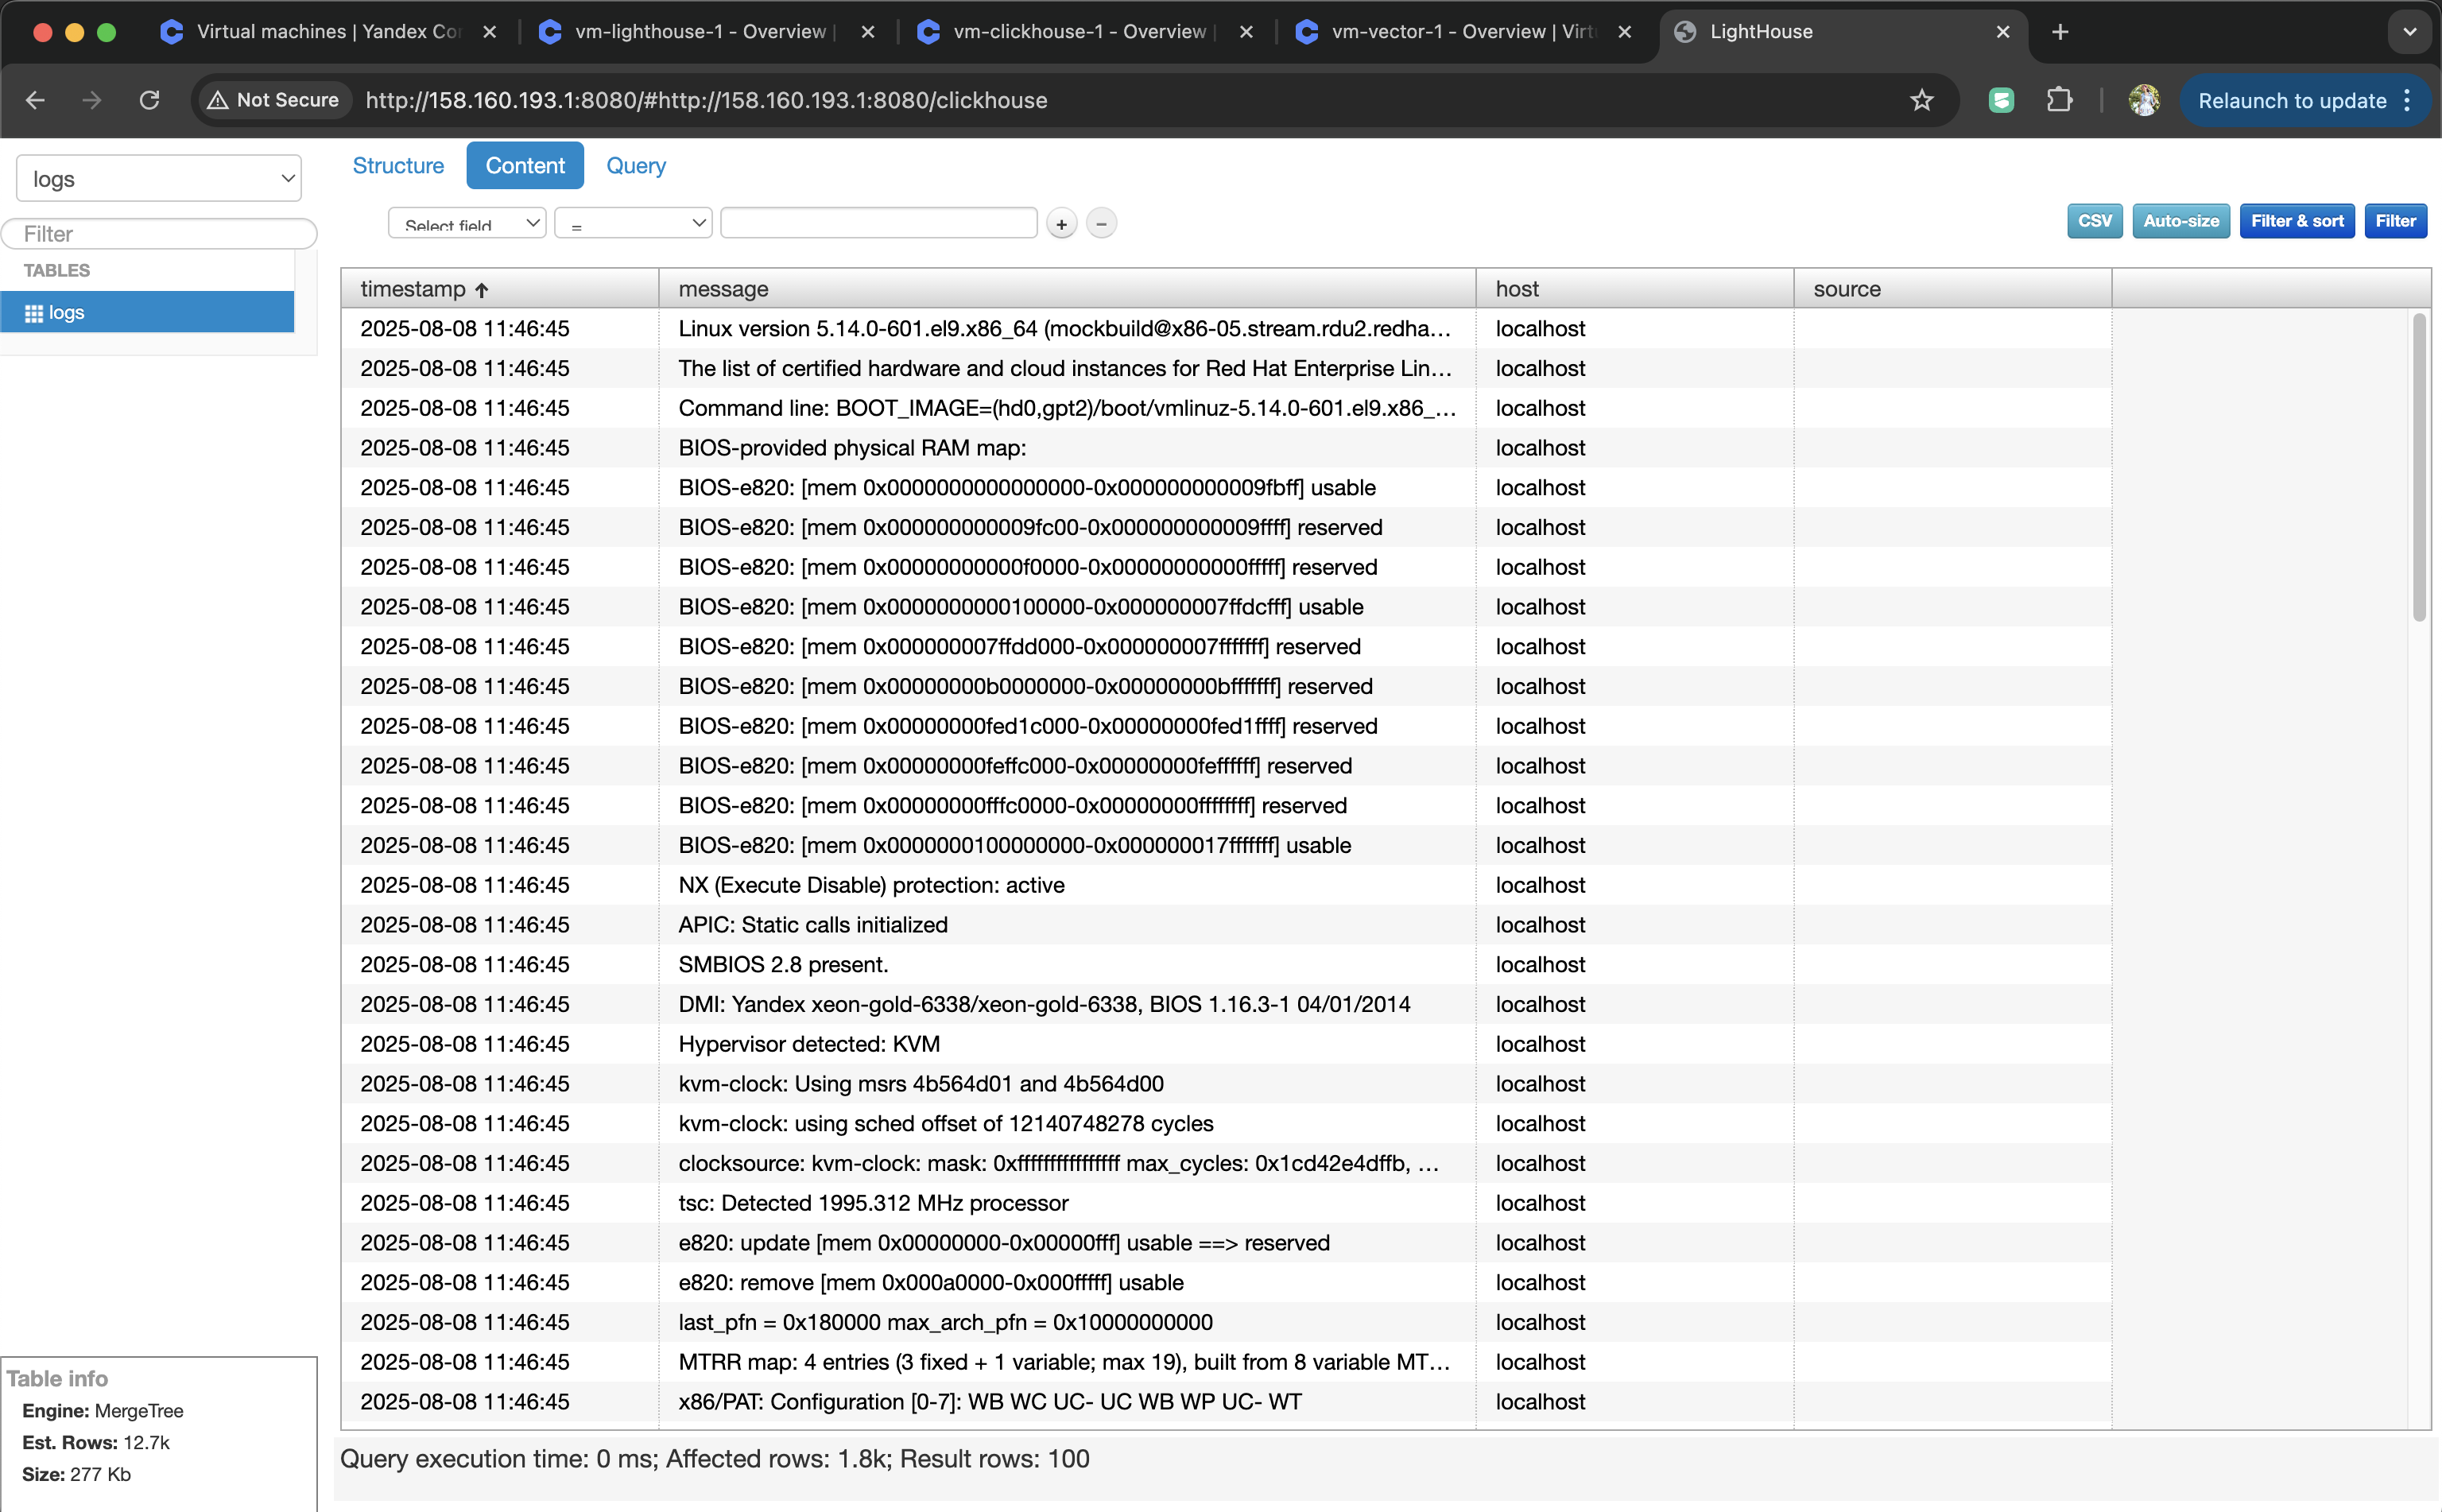 Virtual machines | Yandex Co
vm-lighthouse-1 - Overview |
vm-clickhouse-1 - Overview |
vm-vector-1 - Overview | Virt
LightHouse
Not Secure
http://158.160.193.1:8080/#http://158.160.193.1:8080/clickhouse
Relaunch to update
logs
Structure
Content
Query
Filter
Select field
=
+
−
CSV
Auto-size
Filter & sort
Filter
TABLES
logs
timestamp ↑ message host source
2025-08-08 11:46:45 Linux version 5.14.0-601.el9.x86_64 (mockbuild@x86-05.stream.rdu2.redha… localhost
2025-08-08 11:46:45 The list of certified hardware and cloud instances for Red Hat Enterprise Lin… localhost
2025-08-08 11:46:45 Command line: BOOT_IMAGE=(hd0,gpt2)/boot/vmlinuz-5.14.0-601.el9.x86_… localhost
2025-08-08 11:46:45 BIOS-provided physical RAM map: localhost
2025-08-08 11:46:45 BIOS-e820: [mem 0x0000000000000000-0x000000000009fbff] usable localhost
2025-08-08 11:46:45 BIOS-e820: [mem 0x000000000009fc00-0x000000000009ffff] reserved localhost
2025-08-08 11:46:45 BIOS-e820: [mem 0x00000000000f0000-0x00000000000fffff] reserved localhost
2025-08-08 11:46:45 BIOS-e820: [mem 0x0000000000100000-0x000000007ffdcfff] usable localhost
2025-08-08 11:46:45 BIOS-e820: [mem 0x000000007ffdd000-0x000000007fffffff] reserved localhost
2025-08-08 11:46:45 BIOS-e820: [mem 0x00000000b0000000-0x00000000bfffffff] reserved localhost
2025-08-08 11:46:45 BIOS-e820: [mem 0x00000000fed1c000-0x00000000fed1ffff] reserved localhost
2025-08-08 11:46:45 BIOS-e820: [mem 0x00000000feffc000-0x00000000feffffff] reserved localhost
2025-08-08 11:46:45 BIOS-e820: [mem 0x00000000fffc0000-0x00000000ffffffff] reserved localhost
2025-08-08 11:46:45 BIOS-e820: [mem 0x0000000100000000-0x000000017fffffff] usable localhost
2025-08-08 11:46:45 NX (Execute Disable) protection: active localhost
2025-08-08 11:46:45 APIC: Static calls initialized localhost
2025-08-08 11:46:45 SMBIOS 2.8 present. localhost
2025-08-08 11:46:45 DMI: Yandex xeon-gold-6338/xeon-gold-6338, BIOS 1.16.3-1 04/01/2014 localhost
2025-08-08 11:46:45 Hypervisor detected: KVM localhost
2025-08-08 11:46:45 kvm-clock: Using msrs 4b564d01 and 4b564d00 localhost
2025-08-08 11:46:45 kvm-clock: using sched offset of 12140748278 cycles localhost
2025-08-08 11:46:45 clocksource: kvm-clock: mask: 0xffffffffffffffff max_cycles: 0x1cd42e4dffb, … localhost
2025-08-08 11:46:45 tsc: Detected 1995.312 MHz processor localhost
2025-08-08 11:46:45 e820: update [mem 0x00000000-0x00000fff] usable ==> reserved localhost
2025-08-08 11:46:45 e820: remove [mem 0x000a0000-0x000fffff] usable localhost
2025-08-08 11:46:45 last_pfn = 0x180000 max_arch_pfn = 0x10000000000 localhost
2025-08-08 11:46:45 MTRR map: 4 entries (3 fixed + 1 variable; max 19), built from 8 variable MT… localhost
2025-08-08 11:46:45 x86/PAT: Configuration [0-7]: WB WC UC- UC WB WP UC- WT localhost
Table info
Engine: MergeTree
Est. Rows: 12.7k
Size: 277 Kb
Query execution time: 0 ms; Affected rows: 1.8k; Result rows: 100